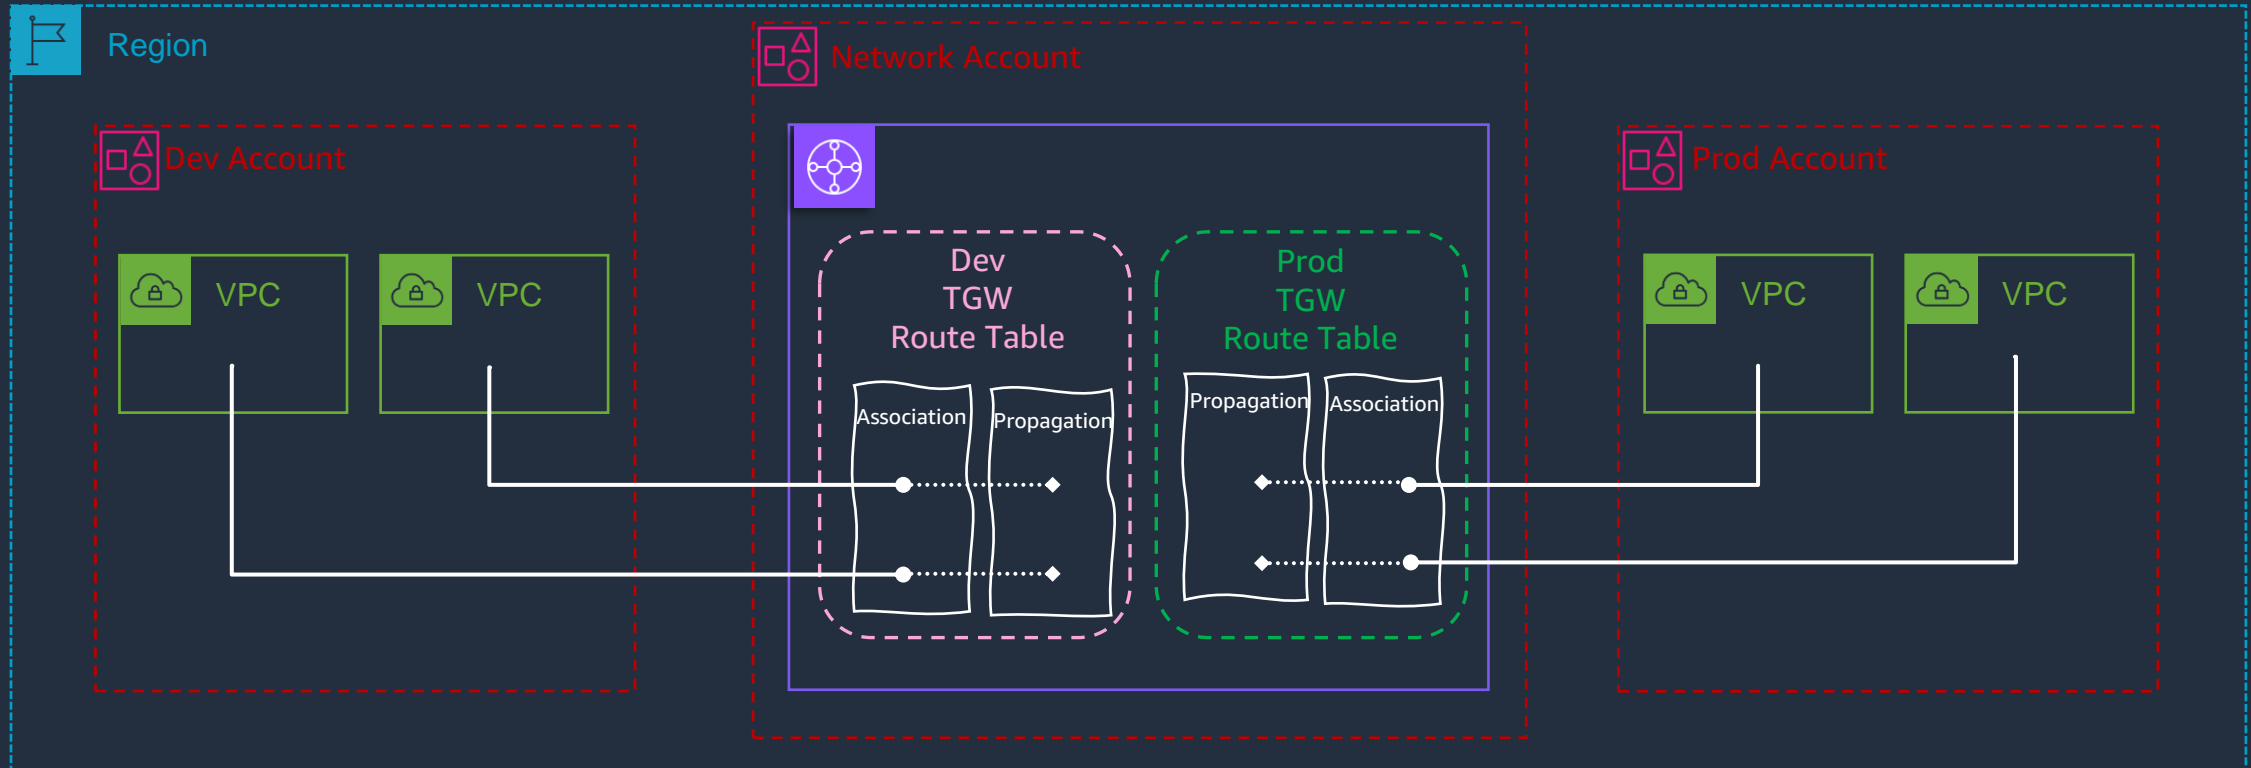 Region
Network Account
Dev Account
Prod Account
VPC
VPC
Dev
TGW
Route Table
Association
Propagation
Prod
TGW
Route Table
Propagation
Association
VPC
VPC